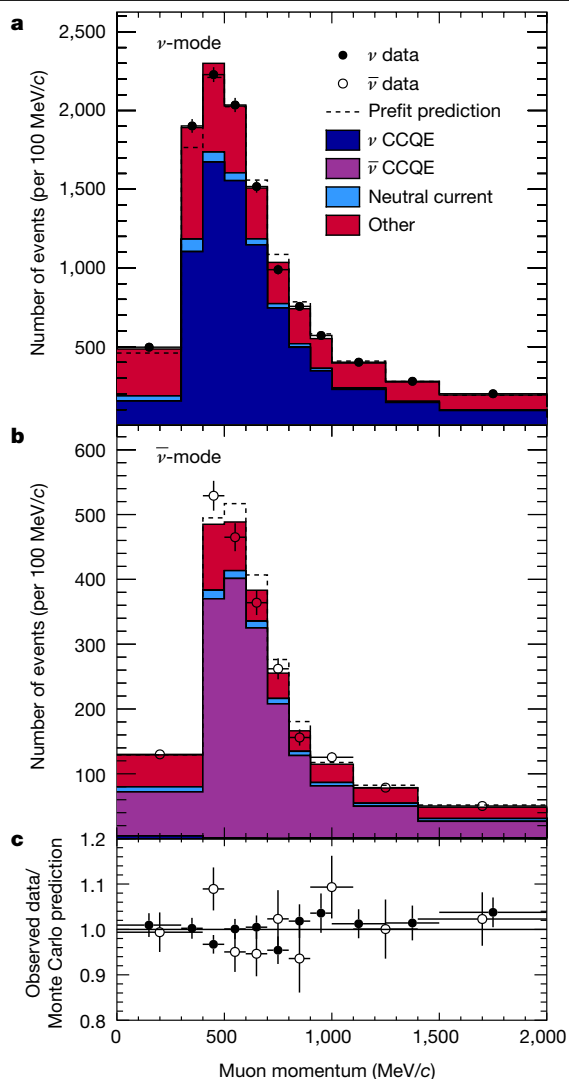 a
ν-mode
ν data
ν̅ data
Prefit prediction
ν CCQE
ν̅ CCQE
Neutral current
Other
Number of events (per 100 MeV/c)
2,500
2,000
1,500
1,000
500
b
ν̅-mode
Number of events (per 100 MeV/c)
600
500
400
300
200
100
c
Observed data/
Monte Carlo prediction
1.2
1.1
1.0
0.9
0.8
0 500 1,000 1,500 2,000
Muon momentum (MeV/c)